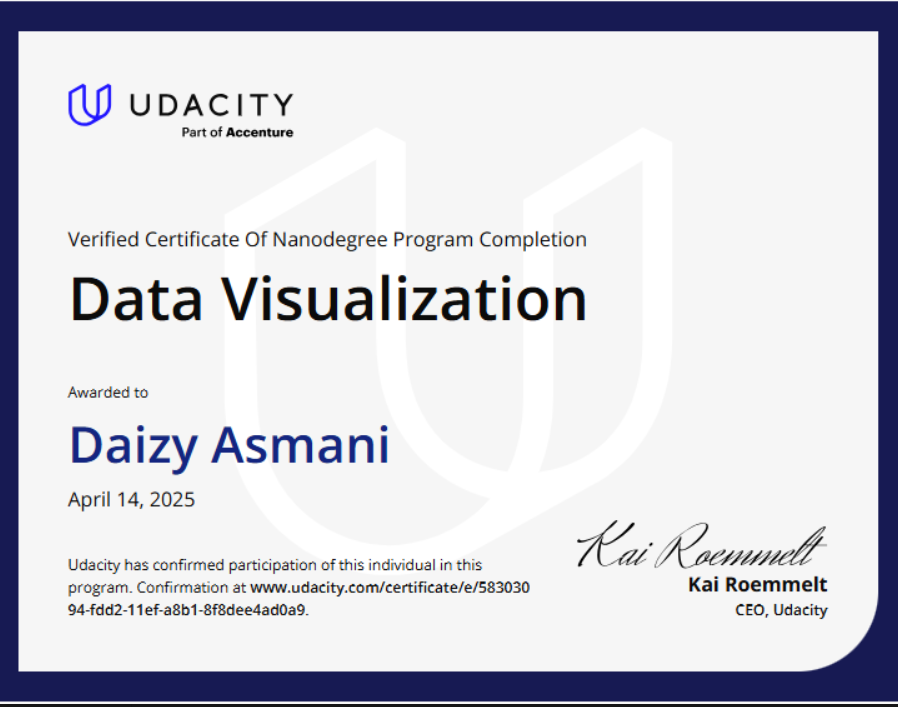 UDACITY
Part of Accenture
Verified Certificate Of Nanodegree Program Completion
Data Visualization
Awarded to
Daizy Asmani
April 14, 2025
Udacity has confirmed participation of this individual in this
program. Confirmation at www.udacity.com/certificate/e/583030
94-fdd2-11ef-a8b1-8f8dee4ad0a9.
Kai Roemmelt
Kai Roemmelt
CEO, Udacity